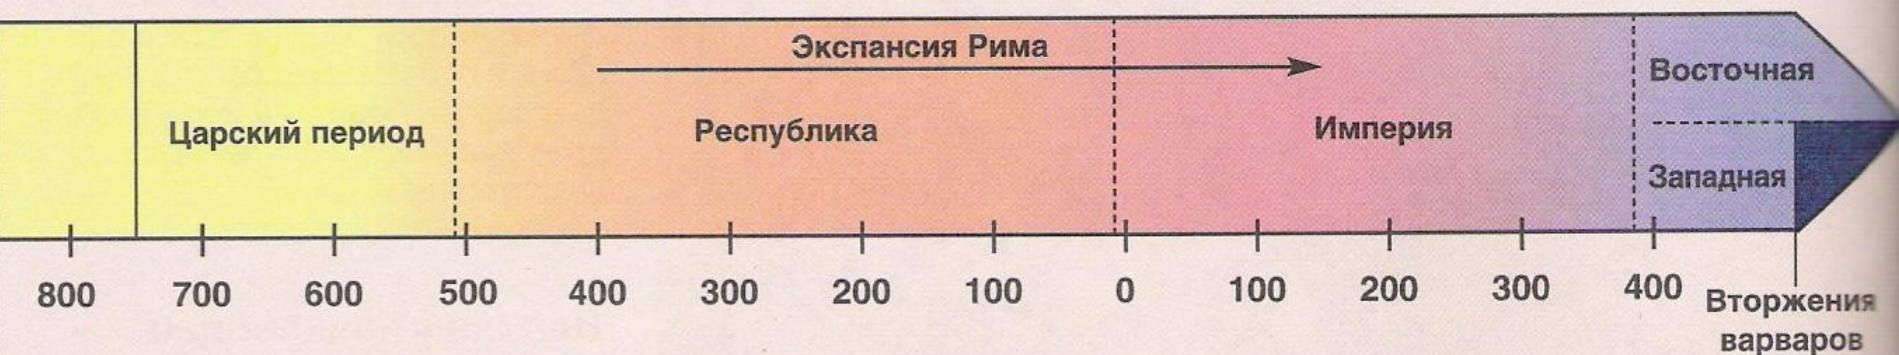 Экспансия Рима
Восточная
Царский период
Республика
Империя
Западная
800 700 600 500 400 300 200 100 0 100 200 300 400
Вторжения
варваров